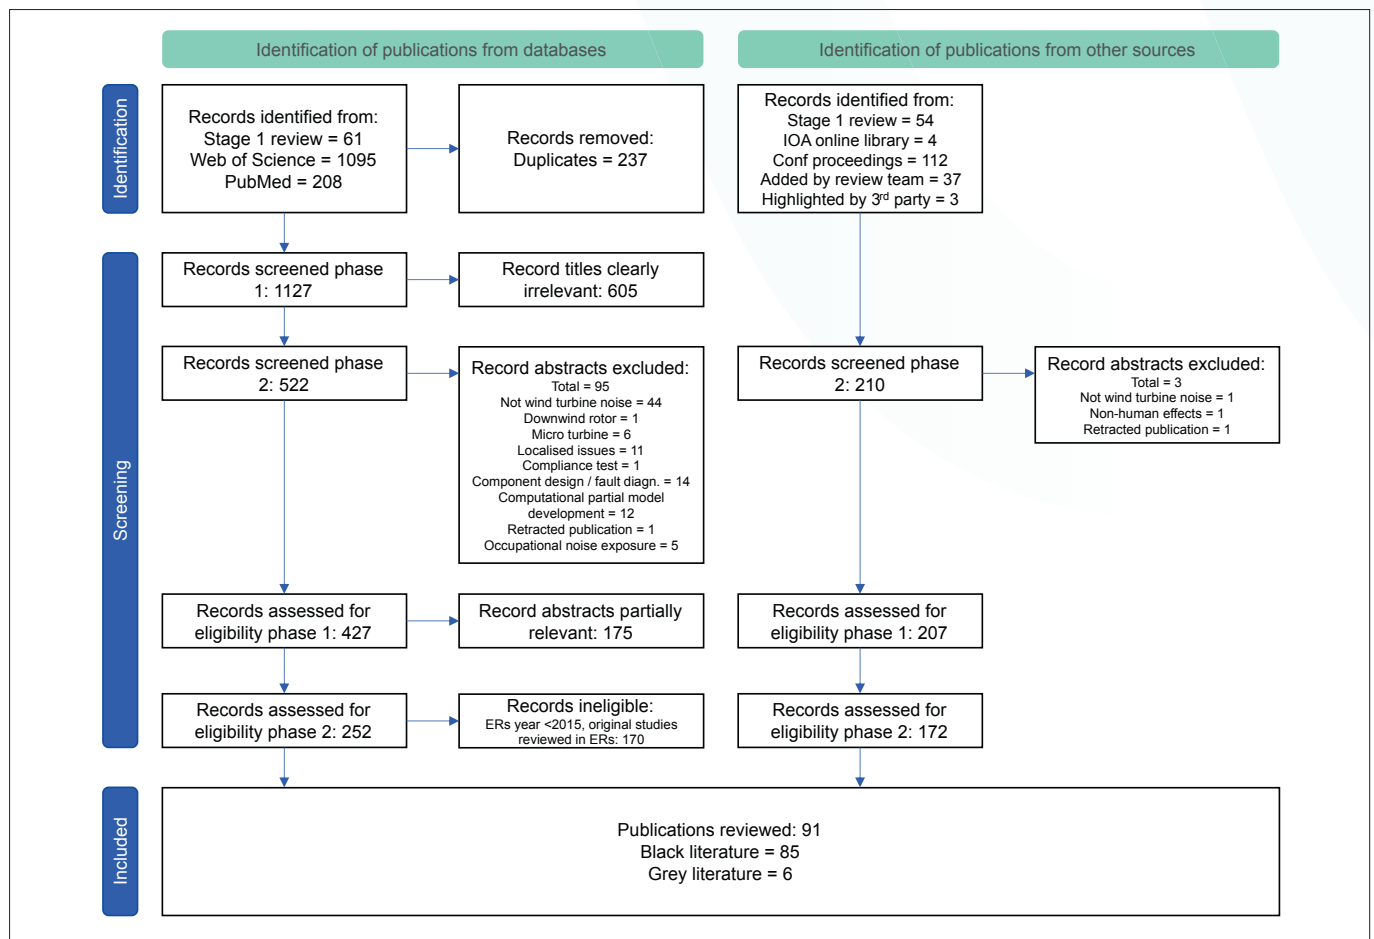 Identification of publications from databases
Identification of publications from other sources
Identification
Records identified from:
Stage 1 review = 61
Web of Science = 1095
PubMed = 208
Records removed:
Duplicates = 237
Records identified from:
Stage 1 review = 54
IOA online library = 4
Conf proceedings = 112
Added by review team = 37
Highlighted by 3rd party = 3
Screening
Records screened phase
1: 1127
Record titles clearly
irrelevant: 605
Records screened phase
2: 522
Record abstracts excluded:
Total = 95
Not wind turbine noise = 44
Downwind rotor = 1
Micro turbine = 6
Localised issues = 11
Compliance test = 1
Component design / fault diagn. = 14
Computational partial model
development = 12
Retracted publication = 1
Occupational noise exposure = 5
Records screened phase
2: 210
Record abstracts excluded:
Total = 3
Not wind turbine noise = 1
Non-human effects = 1
Retracted publication = 1
Records assessed for
eligibility phase 1: 427
Record abstracts partially
relevant: 175
Records assessed for
eligibility phase 1: 207
Records assessed for
eligibility phase 2: 252
Records ineligible:
ERs year <2015, original studies
reviewed in ERs: 170
Records assessed for
eligibility phase 2: 172
Included
Publications reviewed: 91
Black literature = 85
Grey literature = 6